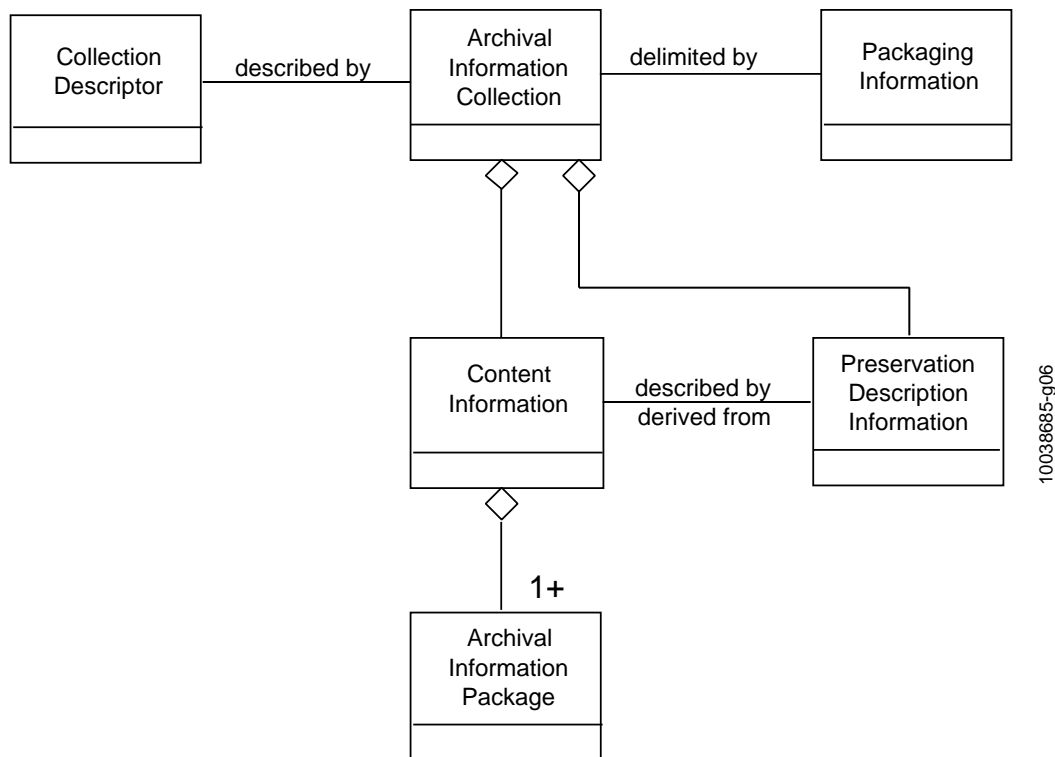 Collection
Descriptor
described by
Archival
Information
Collection
delimited by
Packaging
Information
Content
Information
described by
derived from
Preservation
Description
Information
10038685-g06
1+
Archival
Information
Package